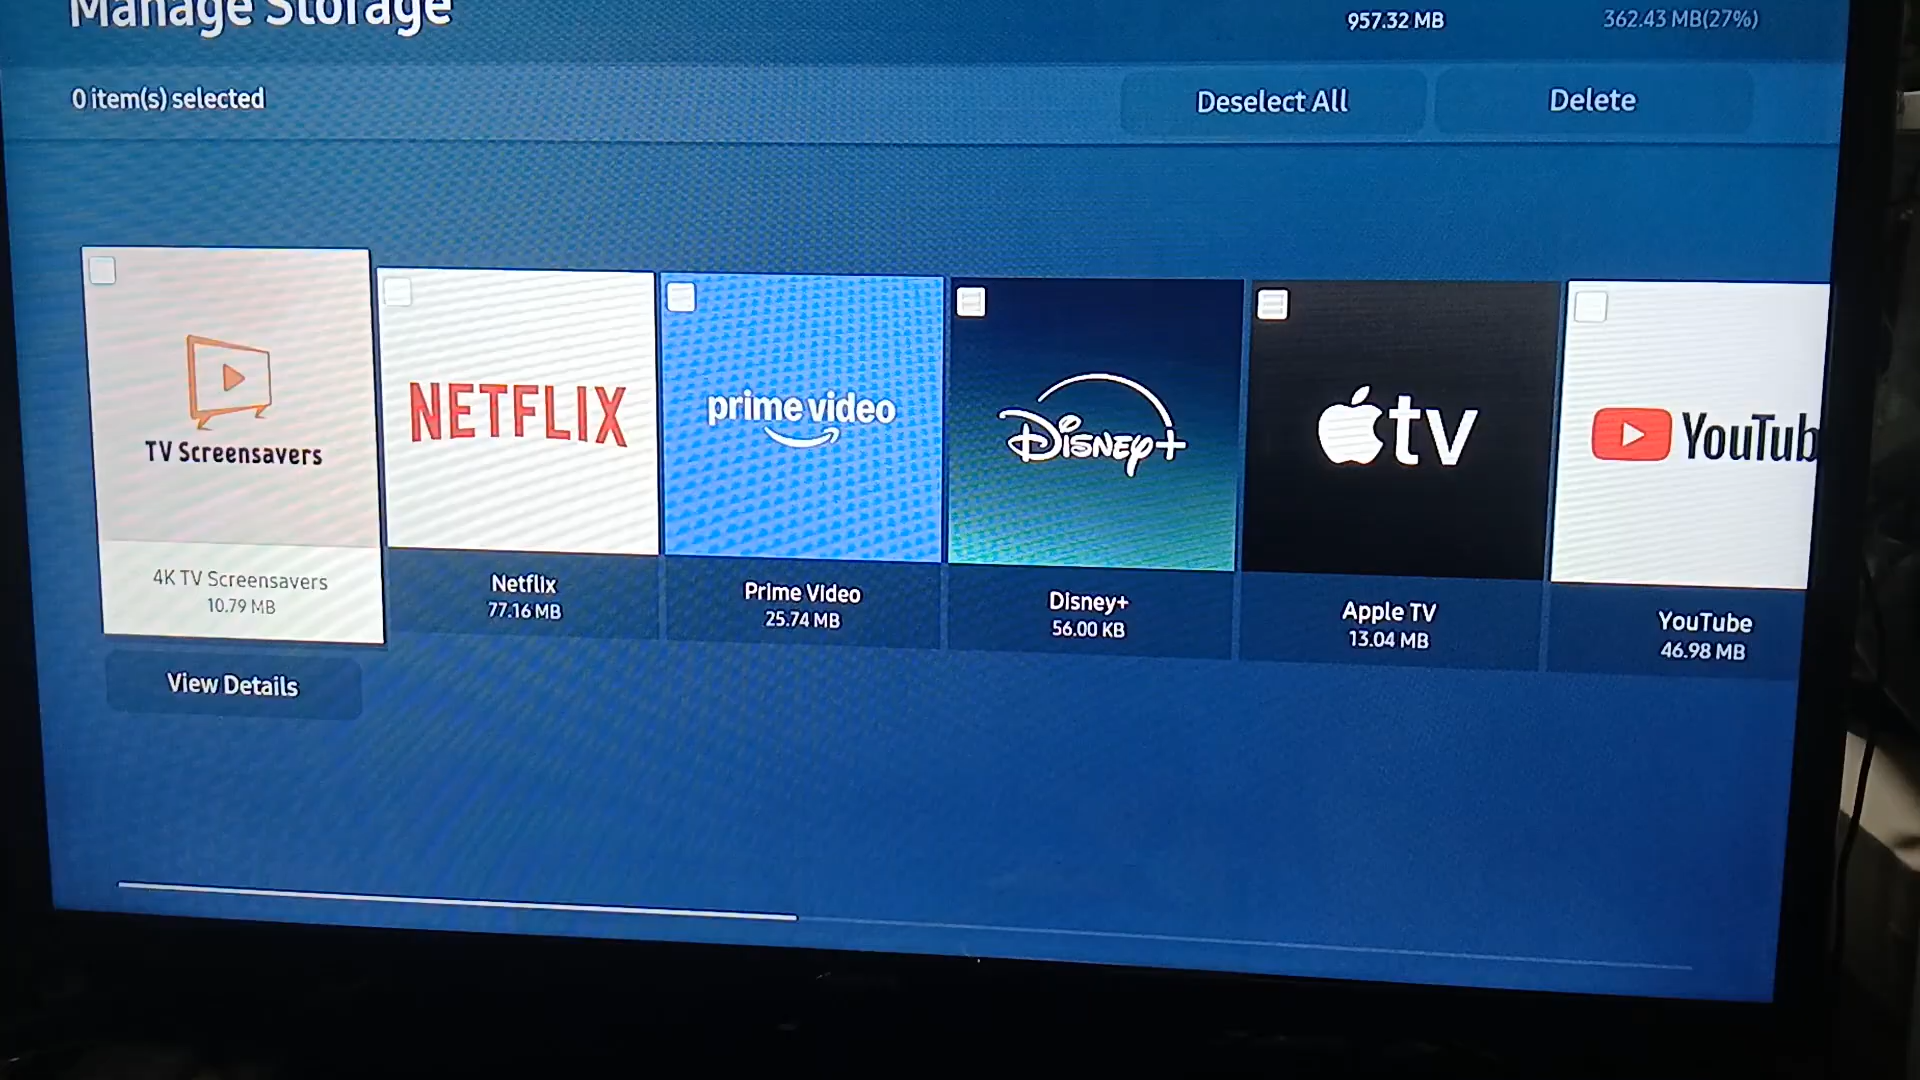 Manage Storage
957.32 MB
362.43 MB(27%)
0 item(s) selected
Deselect All
Delete
TV Screensavers
4K TV Screensavers
10.79 MB
View Details
NETFLIX
Netflix
77.16 MB
prime video
Prime Video
25.74 MB
Disney+
Disney+
56.00 KB
tv
Apple TV
13.04 MB
YouTub
YouTube
46.98 MB